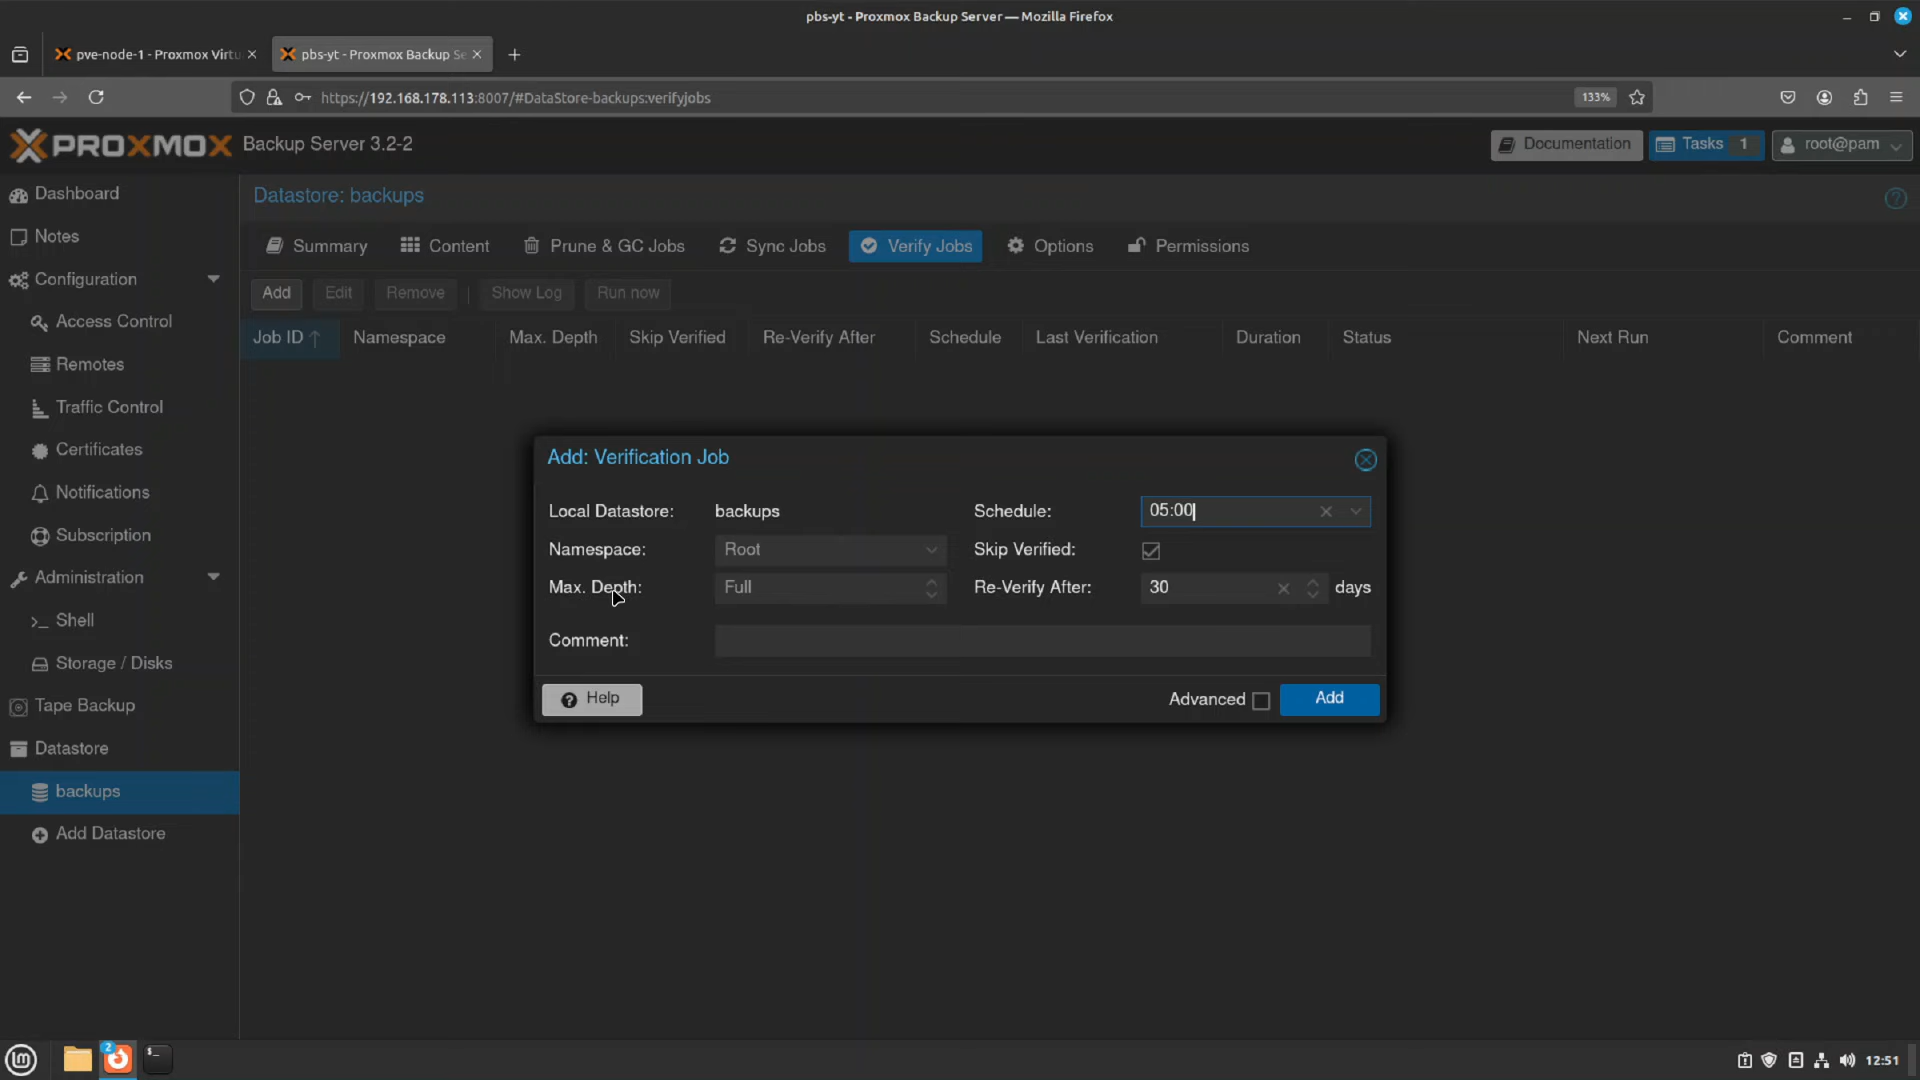 pbs-yt - Proxmox Backup Server — Mozilla Firefox
pve-node-1 - Proxmox Virtu
pbs-yt - Proxmox Backup Se
https://192.168.178.113:8007/#DataStore-backups:verifyjobs
133%
PROXMOX Backup Server 3.2-2
Documentation
Tasks 1
root@pam
Dashboard
Notes
Configuration
Access Control
Remotes
Traffic Control
Certificates
Notifications
Subscription
Administration
Shell
Storage / Disks
Tape Backup
Datastore
backups
Add Datastore
Datastore: backups
Summary Content Prune & GC Jobs Sync Jobs Verify Jobs Options Permissions
Add Edit Remove Show Log Run now
Job ID ↑ Namespace Max. Depth Skip Verified Re-Verify After Schedule Last Verification Duration Status Next Run Comment
Add: Verification Job
Local Datastore: backups
Namespace: Root
Max. Depth: Full
Schedule: 05:00
Skip Verified:
Re-Verify After: 30 days
Comment:
Help
Advanced
Add
2
12:51